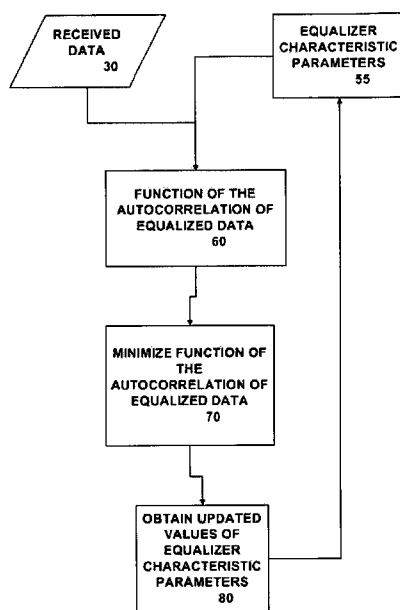 RECEIVED
DATA
30
EQUALIZER
CHARACTERISTIC
PARAMETERS 55
FUNCTION OF THE
AUTOCORRELATION OF
EQUALIZED DATA
60
MINIMIZE FUNCTION OF
THE
AUTOCORRELATION OF
EQUALIZED DATA
70
OBTAIN UPDATED
VALUES OF
EQUALIZER
CHARACTERISTIC
PARAMETERS 80